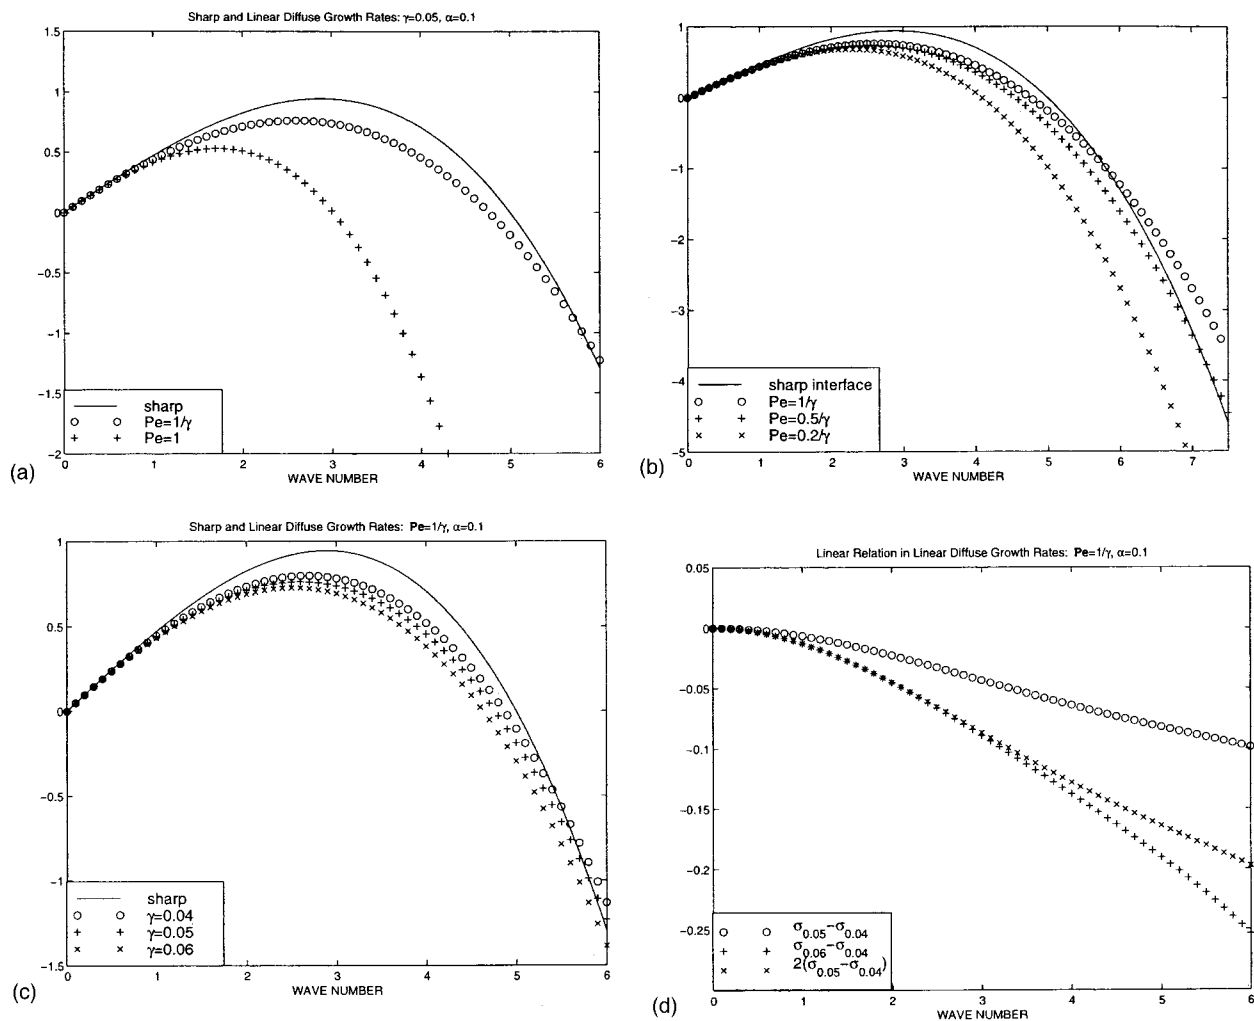 Sharp and Linear Diffuse Growth Rates: γ=0.05, α=0.1
1.5
1
0.5
0
−0.5
−1
−1.5
−2
0 1 2 3 4 5 6
WAVE NUMBER
sharp
Pe=1/γ
Pe=1
(a)
1
0
−1
−2
−3
−4
−5
0 1 2 3 4 5 6 7
WAVE NUMBER
sharp interface
Pe=1/γ
Pe=0.5/γ
Pe=0.2/γ
(b)
Sharp and Linear Diffuse Growth Rates: Pe=1/γ, α=0.1
1
0.5
0
−0.5
−1
−1.5
0 1 2 3 4 5 6
WAVE NUMBER
sharp
γ=0.04
γ=0.05
γ=0.06
(c)
Linear Relation in Linear Diffuse Growth Rates: Pe=1/γ, α=0.1
0.05
0
−0.05
−0.1
−0.15
−0.2
−0.25
0 1 2 3 4 5 6
WAVE NUMBER
σ0.05−σ0.04
σ0.06−σ0.04
2(σ0.05−σ0.04)
(d)